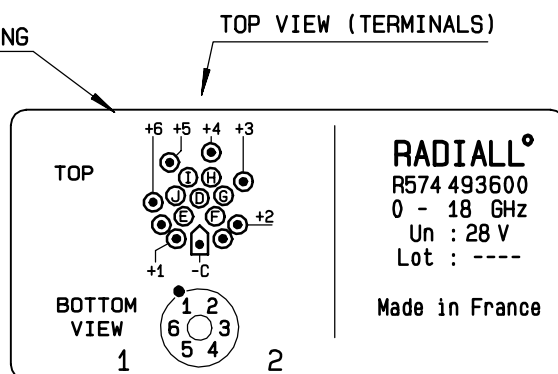 NG
TOP VIEW (TERMINALS)
+6 +5 +4 +3
TOP
I H
J D G
E F
+2
+1 -C
BOTTOM
VIEW
1 2
6 3
5 4
1 2
RADIALL°
R574 493600
0 - 18 GHz
Un : 28 V
Lot : ----
Made in France